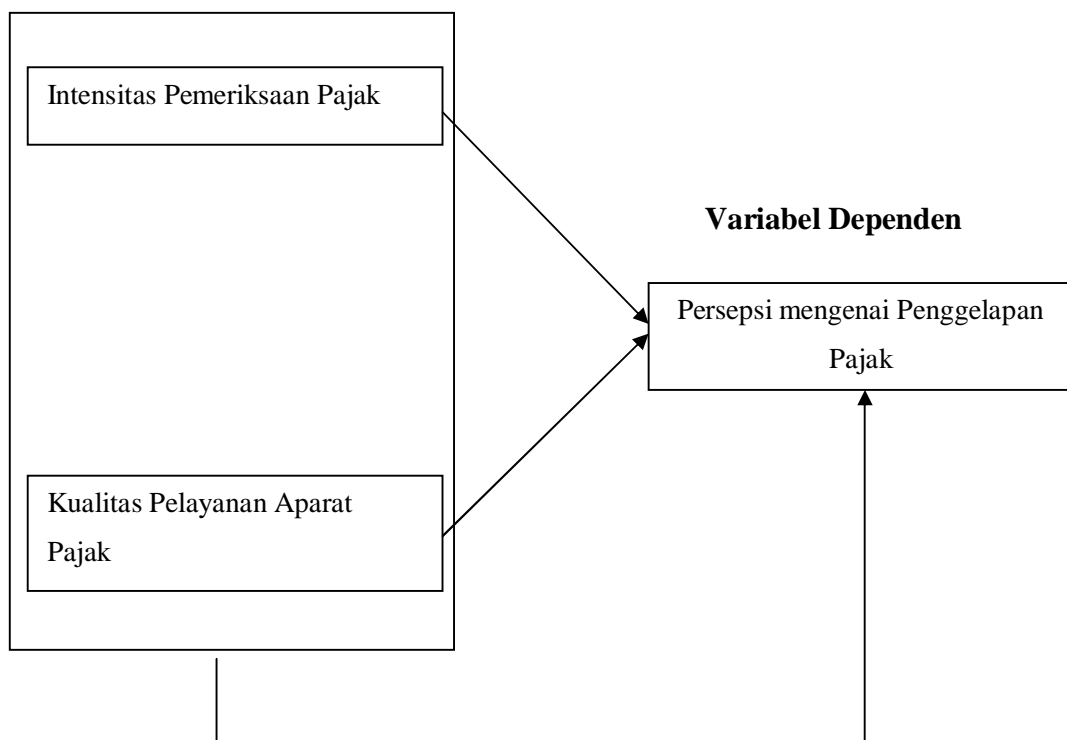 Intensitas Pemeriksaan Pajak
Variabel Dependen
Persepsi mengenai Penggelapan
Pajak
Kualitas Pelayanan Aparat
Pajak